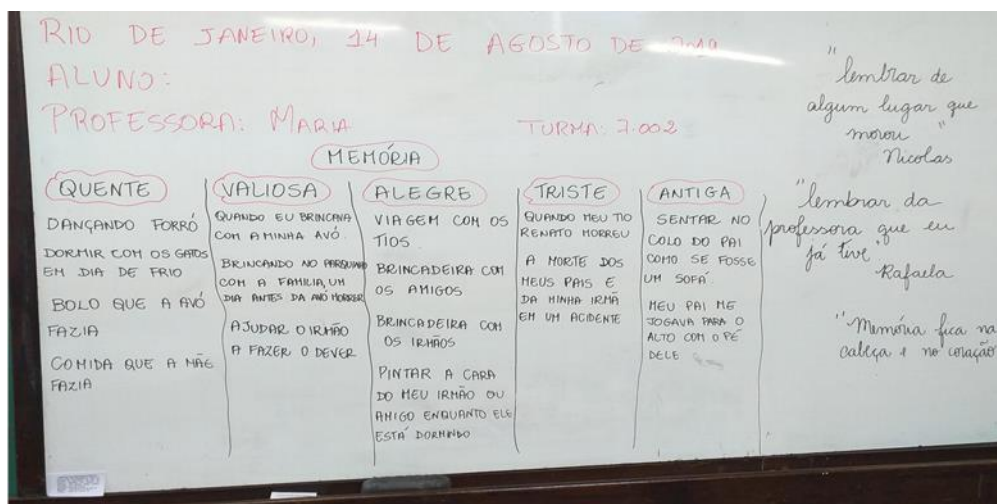 RIO DE JANEIRO, 14 DE AGOSTO DE 2019
ALUNO:
PROFESSORA: MARIA
TURMA: 7.002
MEMÓRIA
QUENTE
DANÇANDO FORRÓ
DORMIR COM OS GATOS
EM DIA DE FRIO
BOLO QUE A AVÓ
FAZIA
COMIDA QUE A MÃE
FAZIA
VALIOSA
QUANDO EU BRINCAVA
COM A MINHA AVÓ.
BRINCANDO NO
COM A FAMILIA, UM
DIA ANTES DA AVÓ MORRER
AJUDAR O IRMÃO
A FAZER O DEVER
ALEGRE
VIAGEM COM OS
TIOS.
BRINCADEIRA COM
OS AMIGOS
BRINCADEIRA COM
OS IRMÃOS
PINTAR A CARA
DO MEU IRMÃO OU
AMIGO ENQUANTO ELE
ESTÁ DORMINDO
TRISTE
QUANDO MEU TIO
RENATO MORREU
A MORTE DOS
MEUS PAIS E
DA MINHA IRMÃ
EM UM ACIDENTE
ANTIGA
SENTAR NO
COLO DO PAI
COMO SE FOSSE
UM SOFÁ.
MEU PAI ME
JOGAVA PARA O
ALTO COM O PÉ
DELE
"lembrar de
algum lugar que
morou"
Nicolas
"lembrar da
professora que eu
já tive"
Rafaela
"Memória fica na
cabeça e no coração